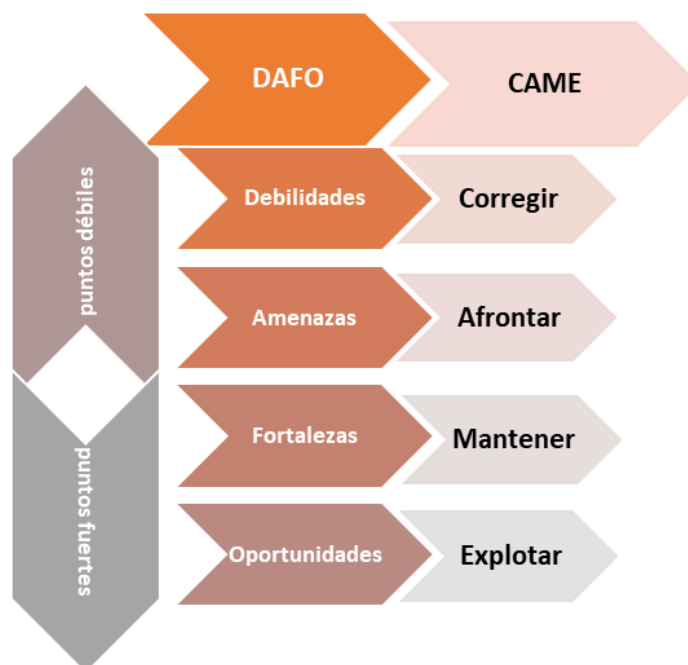 DAFO
CAME
puntos débiles
Debilidades
Corregir
Amenazas
Afrontar
puntos fuertes
Fortalezas
Mantener
Oportunidades
Explotar